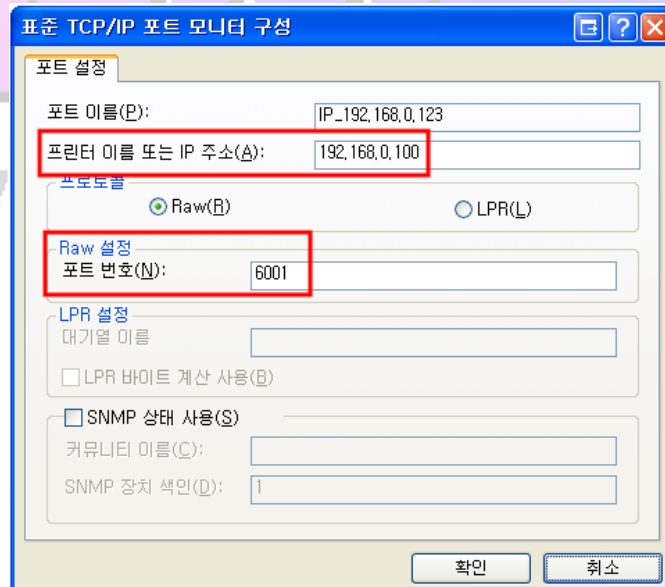 표준 TCP/IP 포트 모니터 구성
포트 설정
포트 이름(P): IP_192.168.0.123
프린터 이름 또는 IP 주소(A): 192.168.0.100
프로토콜
Raw(R) LPR(L)
Raw 설정
포트 번호(N): 6001
LPR 설정
대기열 이름
LPR 바이트 계산 사용(B)
SNMP 상태 사용(S)
커뮤니티 이름(C):
SNMP 장치 색인(D): 1
확인 취소